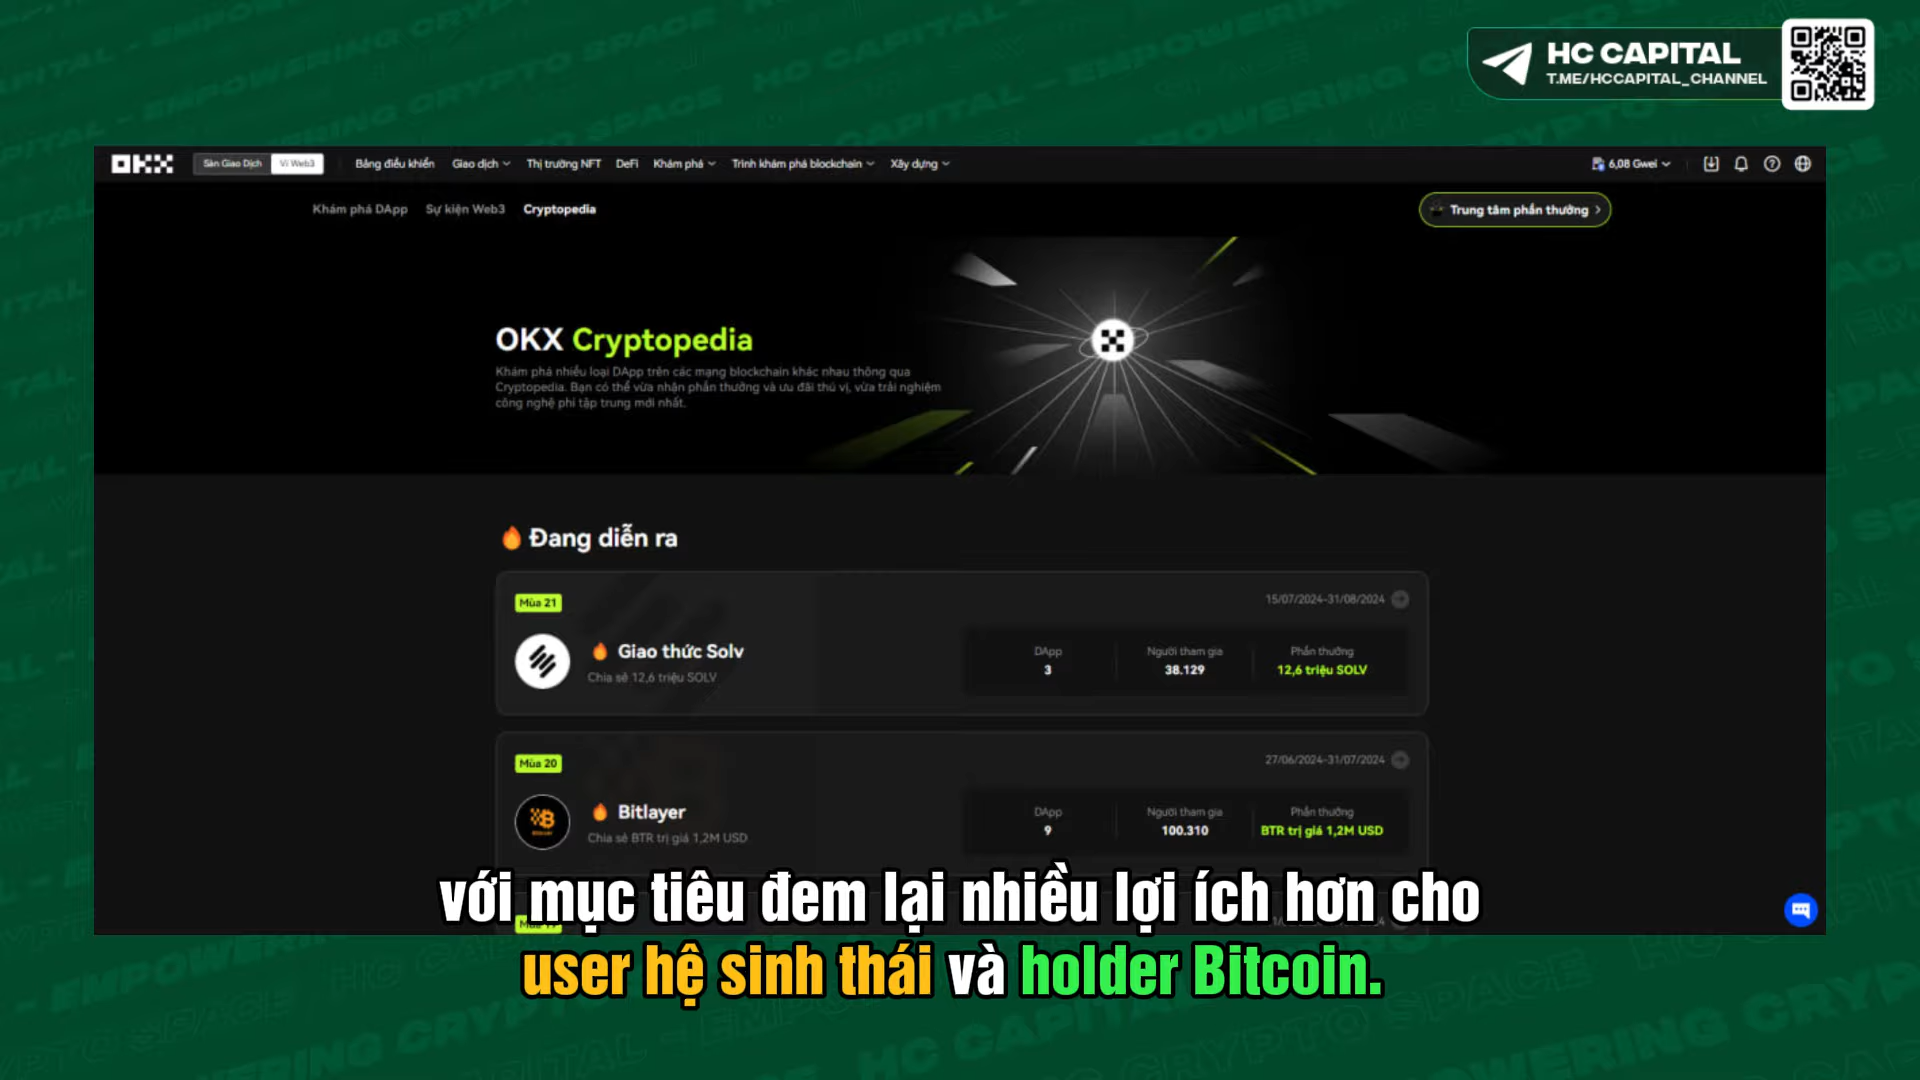 HC CAPITAL
T.ME/HCCAPITAL_CHANNEL
OKX Sàn Giao Dịch Ví Web3 Bảng điều khiển Giao dịch Thị trường NFT DeFi Khám phá Trình khám phá blockchain Xây dựng 6,08 Gwei
Khám phá DApp Sự kiện Web3 Cryptopedia Trung tâm phần thưởng
OKX Cryptopedia
Khám phá nhiều loại DApp trên các mạng blockchain khác nhau thông qua
Cryptopedia. Bạn có thể vừa nhận phần thưởng và ưu đãi thú vị, vừa trải nghiệm
công nghệ phi tập trung mới nhất.
Đang diễn ra
Mùa 21 15/07/2024-31/08/2024
Giao thức Solv
Chia sẻ 12,6 triệu SOLV
DApp Người tham gia Phần thưởng
3 38.129 12,6 triệu SOLV
Mùa 20 27/06/2024-31/07/2024
Bitlayer
Chia sẻ BTR trị giá 1,2M USD
DApp Người tham gia Phần thưởng
9 100.310 BTR trị giá 1,2M USD
với mục tiêu đem lại nhiều lợi ích hơn cho
user hệ sinh thái và holder Bitcoin.